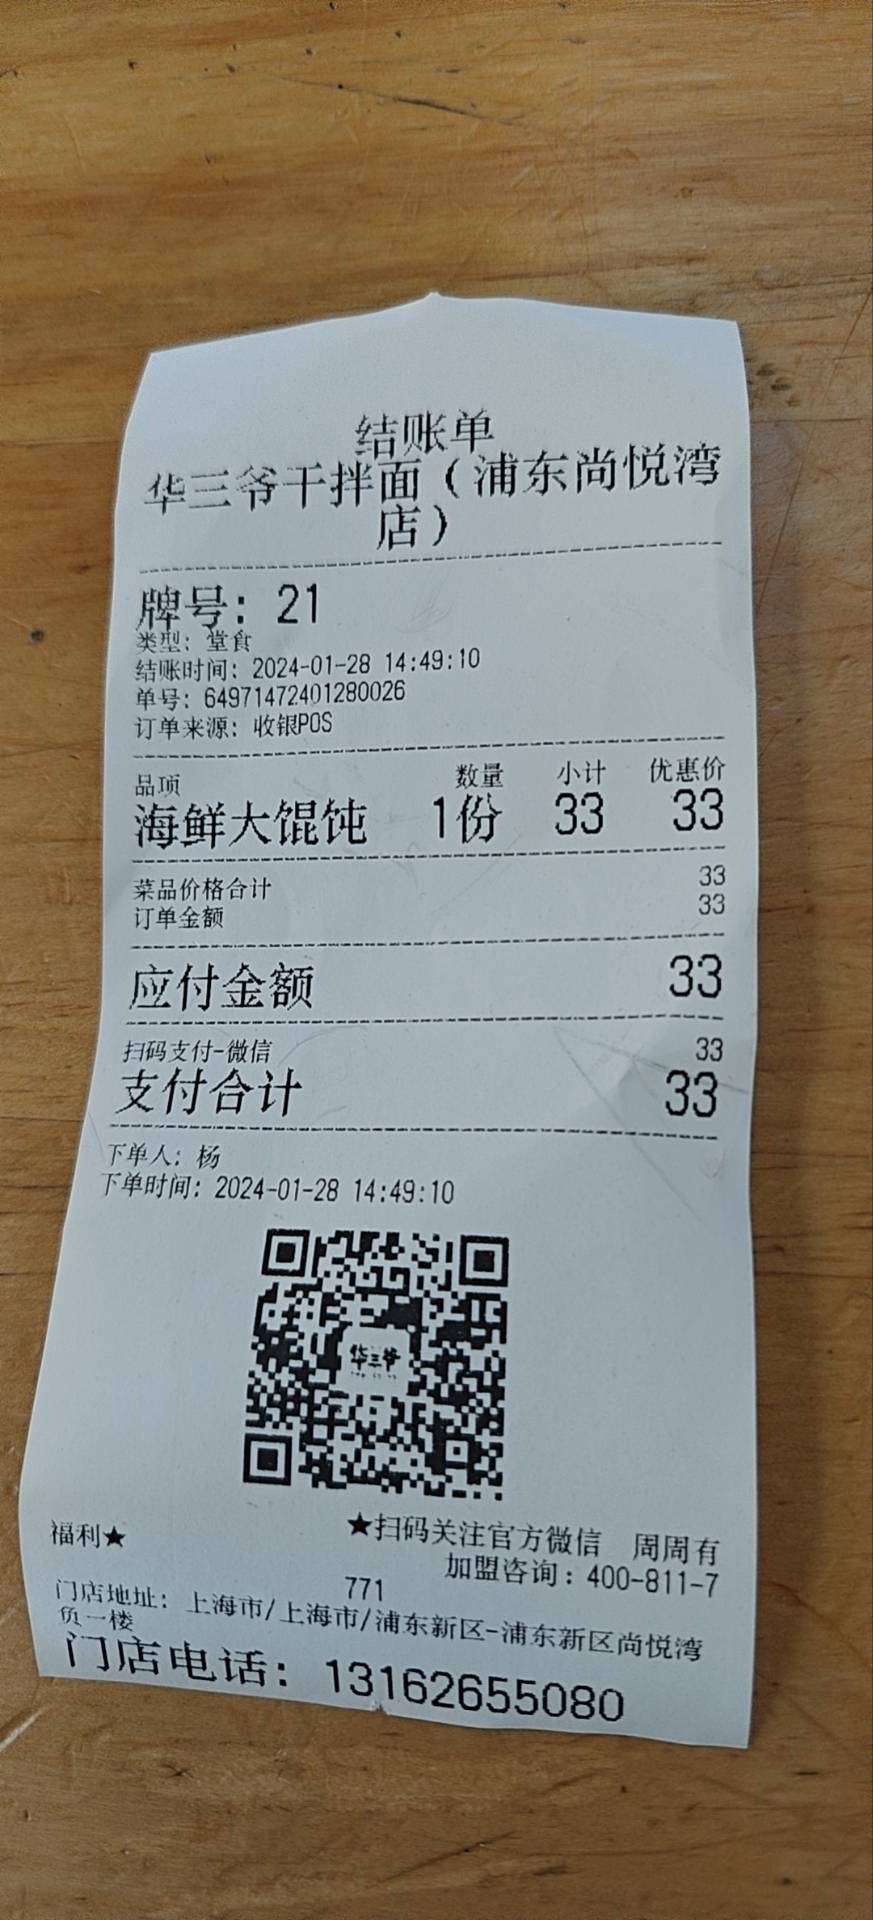 结账单
华三爷干拌面（浦东尚悦湾
店）
牌号：21
类型：堂食
结账时间：2024-01-28 14:49:10
单号：64971472401280026
订单来源：收银POS
品项 数量 小计 优惠价
海鲜大馄饨 1份 33 33
菜品价格合计 33
订单金额 33
应付金额 33
扫码支付-微信 33
支付合计 33
下单人：杨
下单时间：2024-01-28 14:49:10
华三爷
★扫码关注官方微信 周周有
福利★
加盟咨询：400-811-7
771
门店地址：上海市/上海市/浦东新区-浦东新区尚悦湾
负一楼
门店电话：13162655080